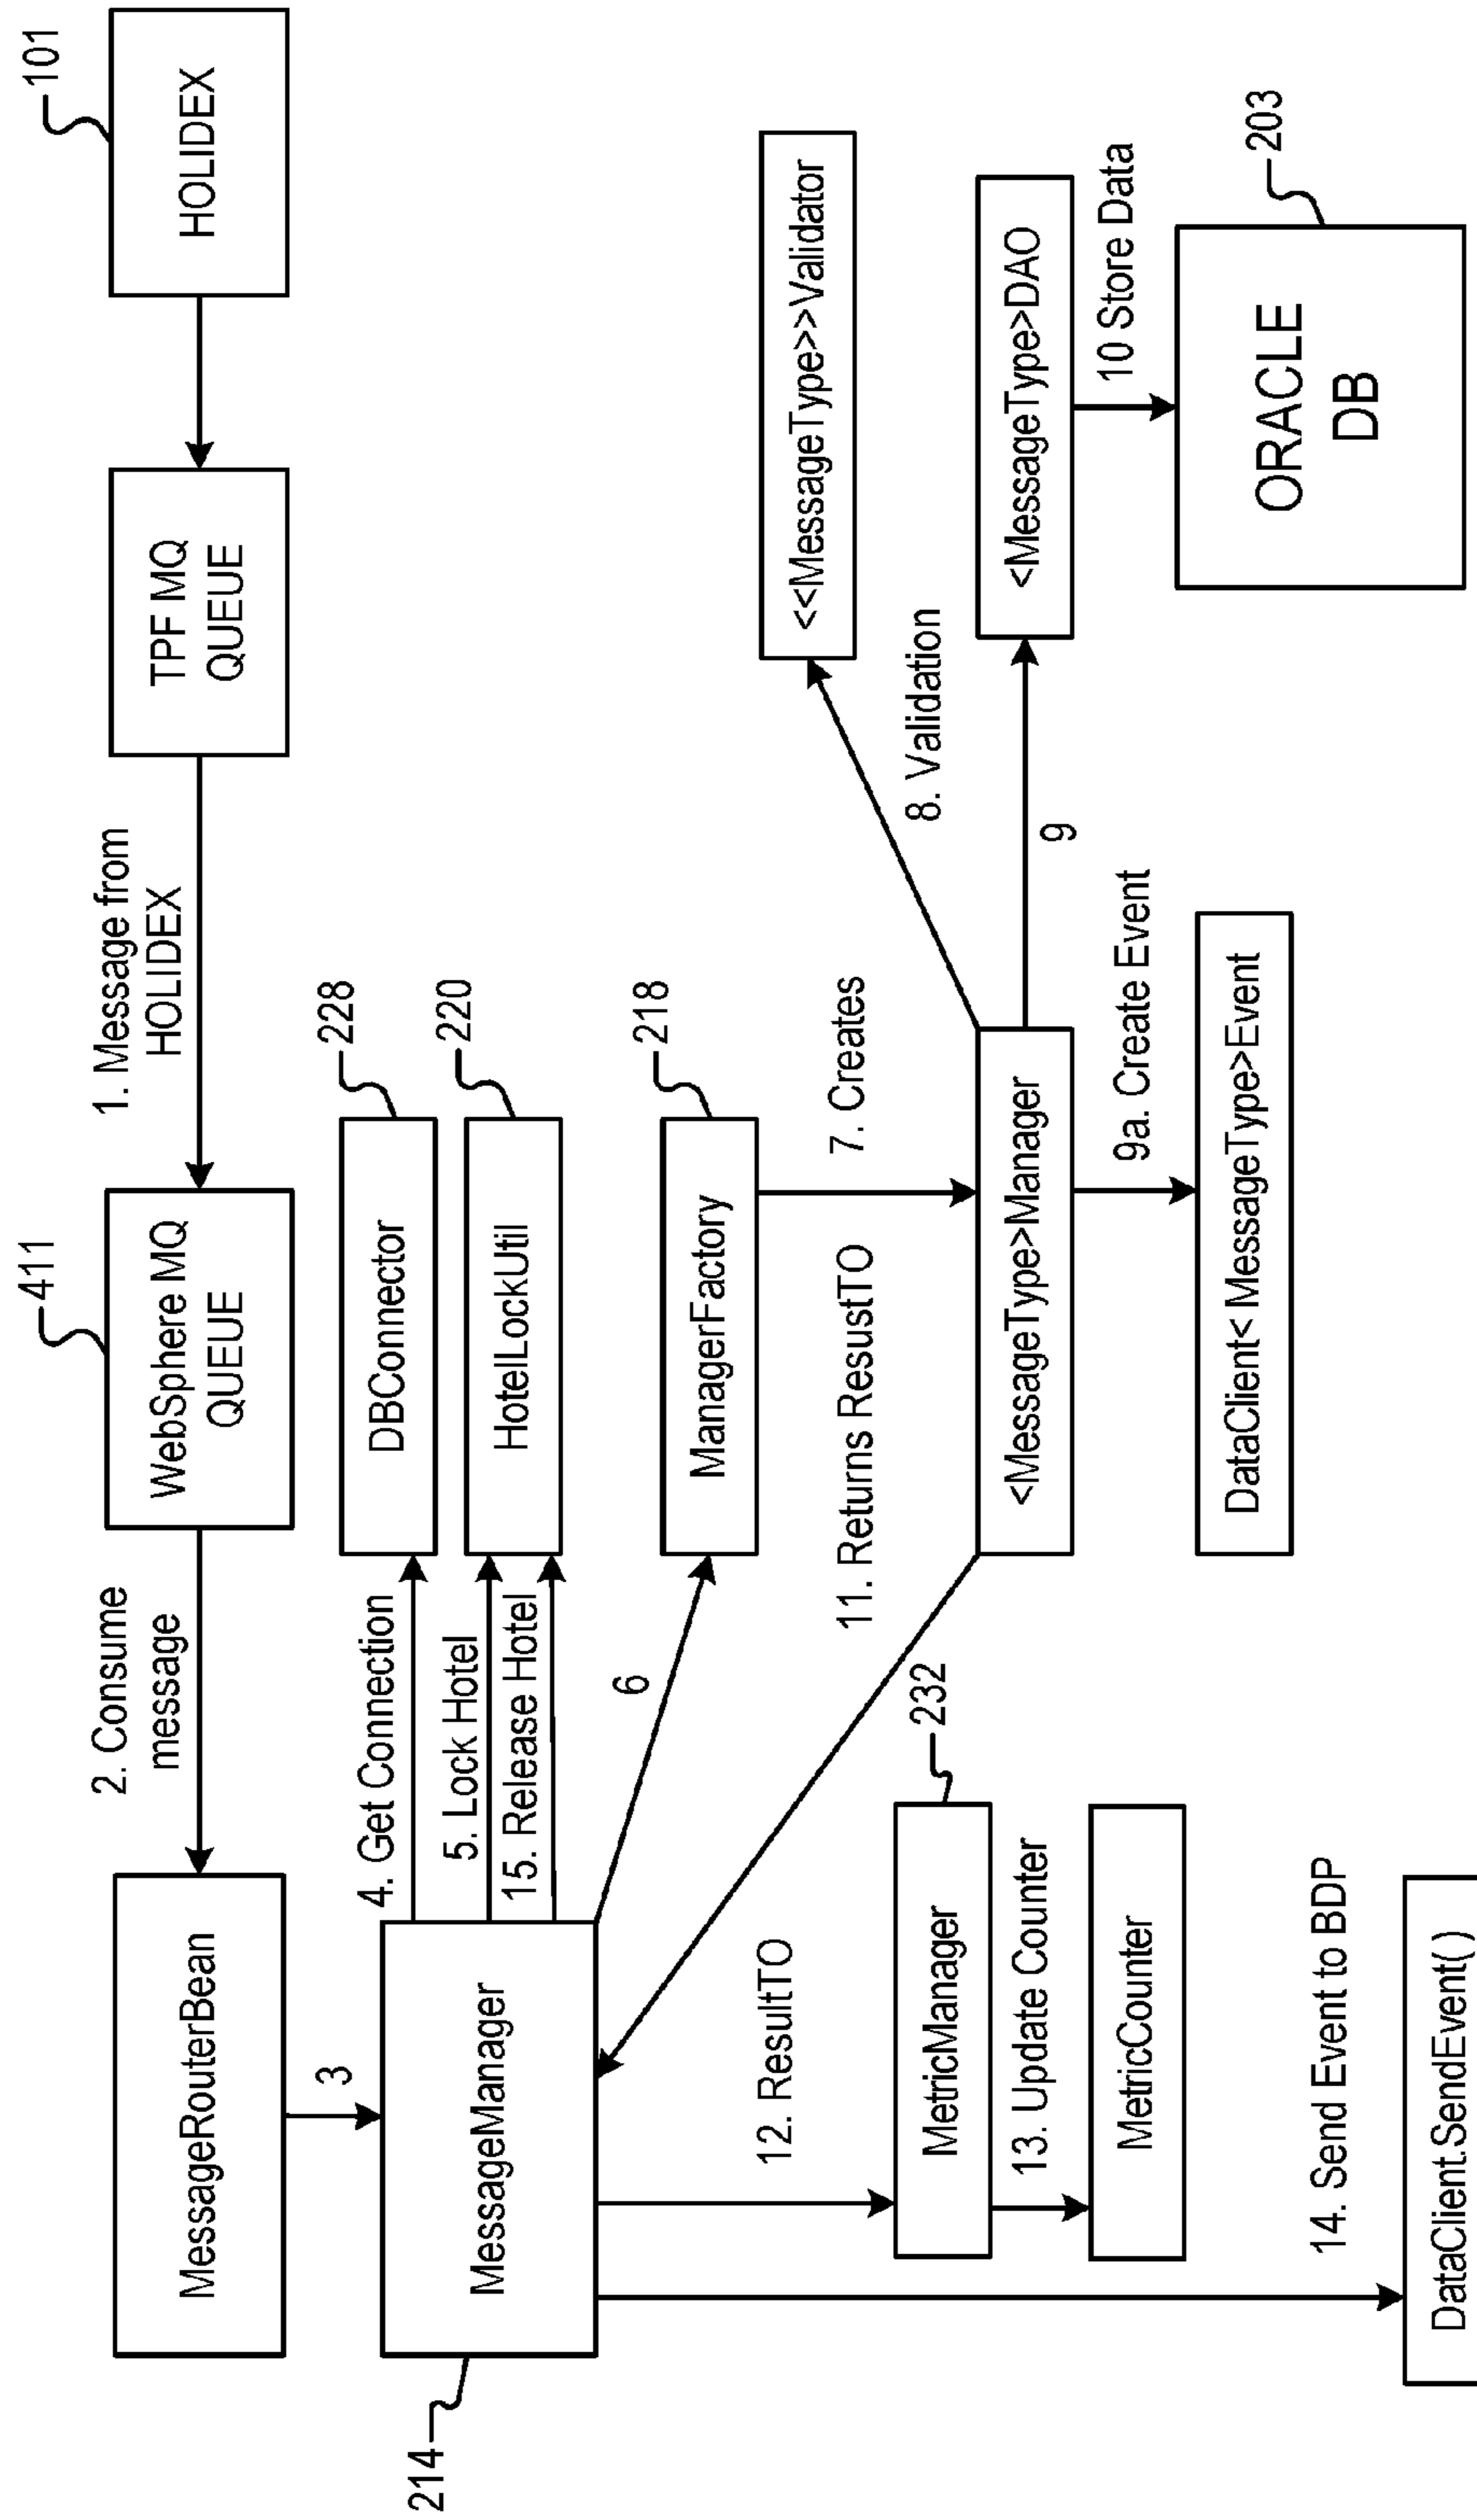 411
101
2. Consume
message
1. Message from
HOLIDEX
MessageRouterBean
WebSphere MQ
QUEUE
TPF MQ
QUEUE
HOLIDEX
3
214
MessageManager
4. Get Connection
5. Lock Hotel
15. Release Hotel
DBConnector
228
HotelLockUtil
220
6
ManagerFactory
218
7. Creates
<<MessageType>>Validator
8. Validation
12. ResultTO
11. Returns ResustTO
MetricManager
232
13. Update Counter
MetricCounter
<MessageType>Manager
9
<MessageType>DAO
9a. Create Event
10 Store Data
DataClient<MessageType>Event
ORACLE
DB
203
14. Send Event to BDP
DataClient.SendEvent( )